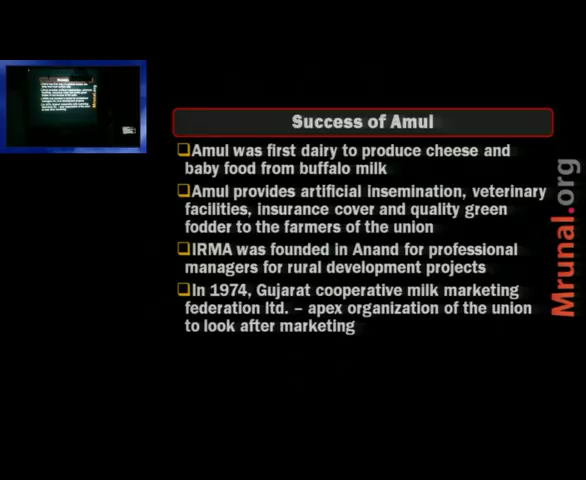 Success of Amul
❑Amul was first dairy to produce cheese and
baby food from buffalo milk
❑Amul provides artificial insemination, veterinary
facilities, insurance cover and quality green
fodder to the farmers of the union
❑IRMA was founded in Anand for professional
managers for rural development projects
❑In 1974, Gujarat cooperative milk marketing
federation ltd. – apex organization of the union
to look after marketing
Mrunal.org